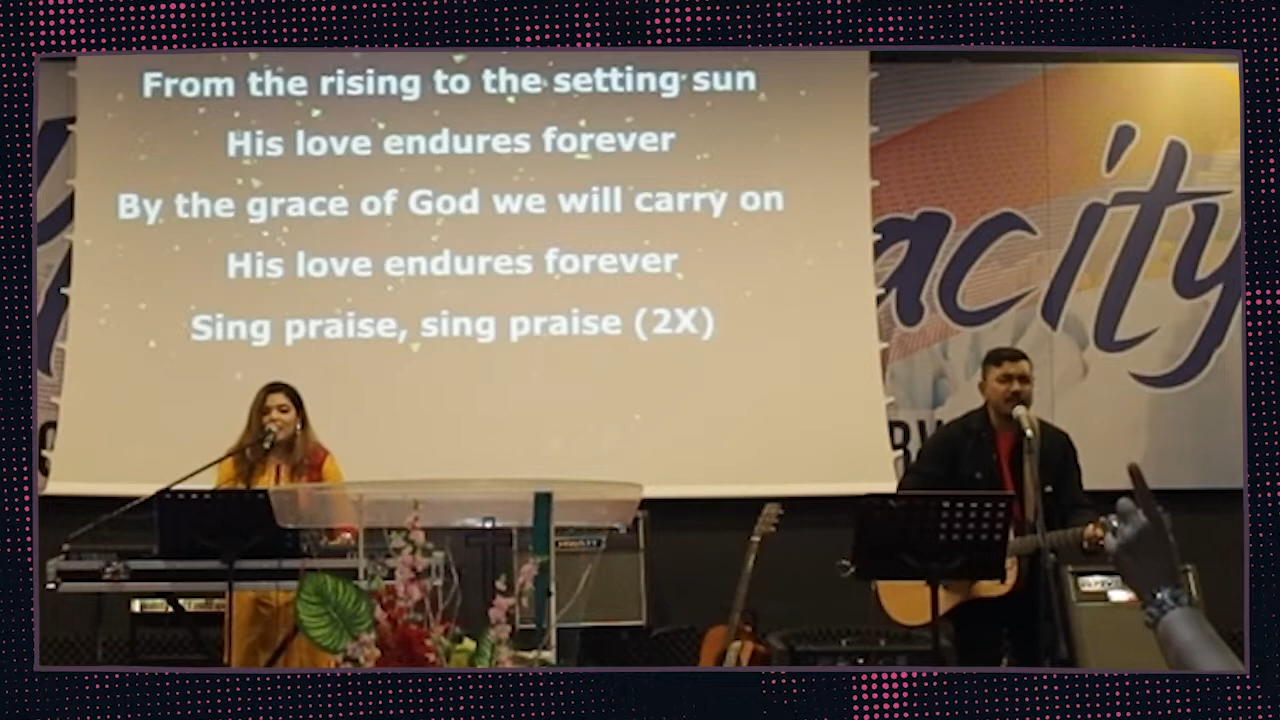 From the rising to the setting sun
His love endures forever
By the grace of God we will carry on
His love endures forever
Sing praise, sing praise (2X)
acity